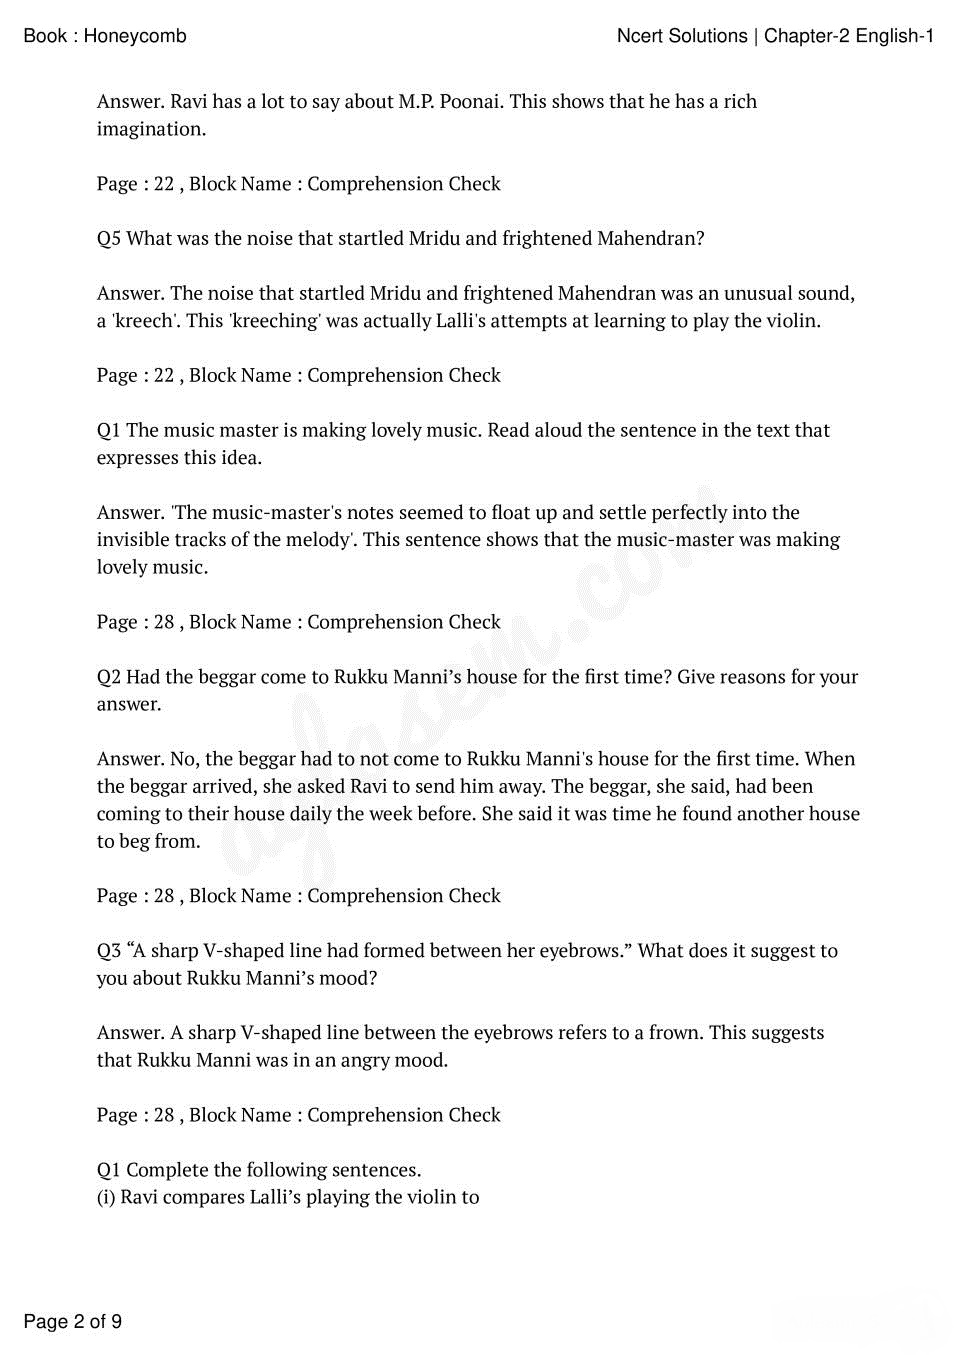 Book : Honeycomb
Ncert Solutions | Chapter-2 English-1
Answer. Ravi has a lot to say about M.P. Poonai. This shows that he has a rich
imagination.
Page : 22 , Block Name : Comprehension Check
Q5 What was the noise that startled Mridu and frightened Mahendran?
Answer. The noise that startled Mridu and frightened Mahendran was an unusual sound,
a 'kreech'. This 'kreeching' was actually Lalli's attempts at learning to play the violin.
Page : 22 , Block Name : Comprehension Check
Q1 The music master is making lovely music. Read aloud the sentence in the text that
expresses this idea.
Answer. 'The music-master's notes seemed to float up and settle perfectly into the
invisible tracks of the melody'. This sentence shows that the music-master was making
lovely music.
Page : 28 , Block Name : Comprehension Check
Q2 Had the beggar come to Rukku Manni’s house for the first time? Give reasons for your
answer.
Answer. No, the beggar had to not come to Rukku Manni's house for the first time. When
the beggar arrived, she asked Ravi to send him away. The beggar, she said, had been
coming to their house daily the week before. She said it was time he found another house
to beg from.
Page : 28 , Block Name : Comprehension Check
Q3 “A sharp V-shaped line had formed between her eyebrows.” What does it suggest to
you about Rukku Manni’s mood?
Answer. A sharp V-shaped line between the eyebrows refers to a frown. This suggests
that Rukku Manni was in an angry mood.
Page : 28 , Block Name : Comprehension Check
Q1 Complete the following sentences.
(i) Ravi compares Lalli’s playing the violin to
Page 2 of 9
aglasem.com